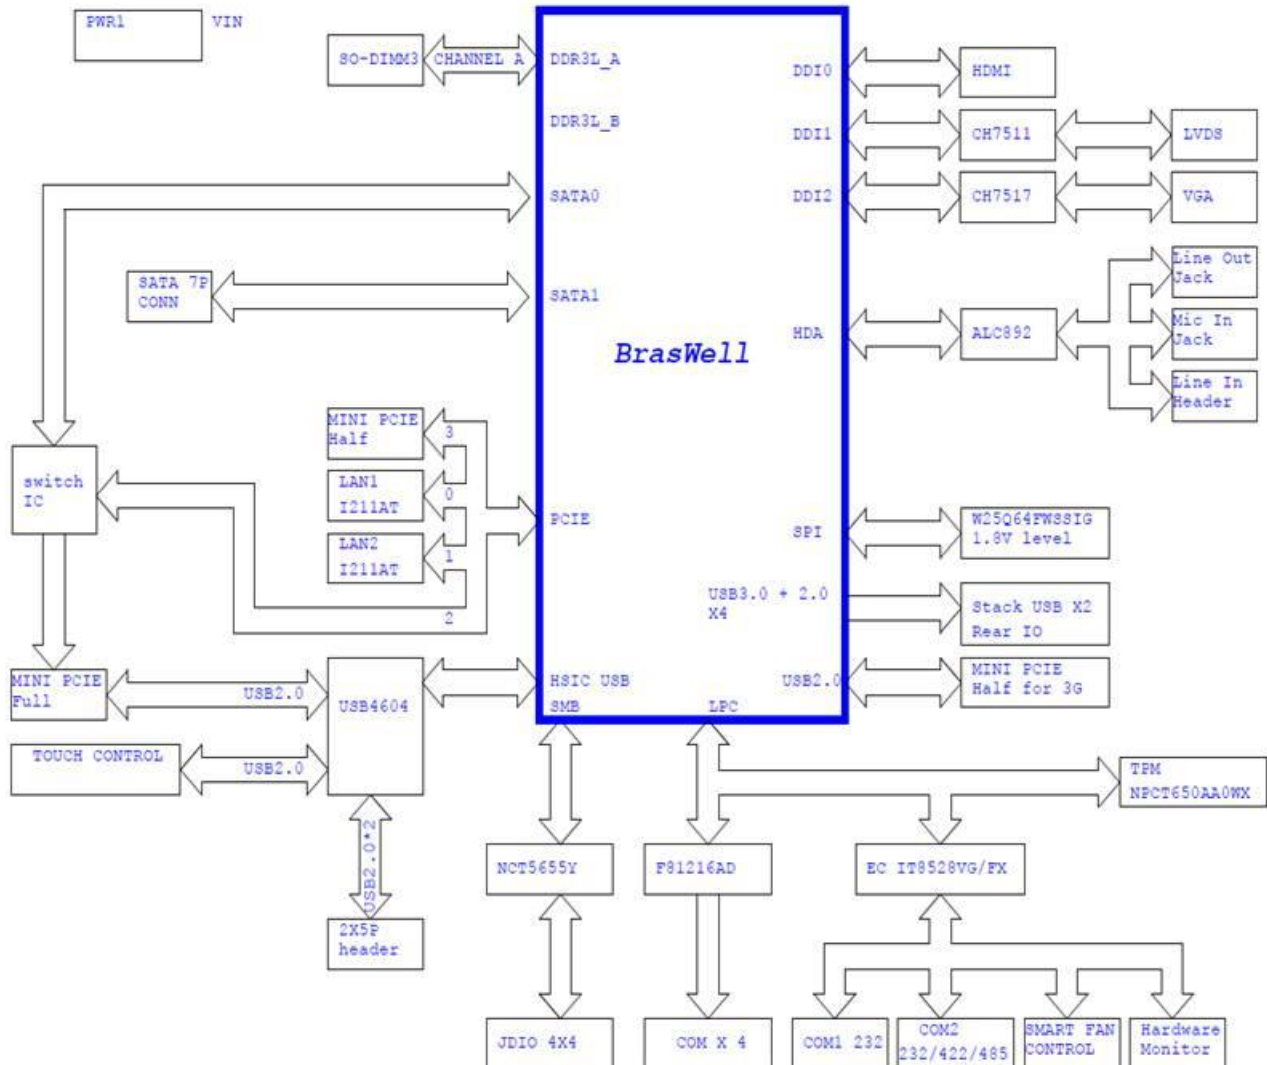 PWR1 VIN
SO-DIMM3 CHANNEL A DDR3L_A
DDI0 HDMI
DDR3L_B
DDI1 CH7511 LVDS
SATA0
DDI2 CH7517 VGA
SATA 7P
CONN
SATA1
Line Out
Jack
HDA ALC892
Mic In
Jack
BrasWell
Line In
Header
MINI PCIE
Half
3
switch
IC
LAN1
I211AT
0
PCIE
LAN2
I211AT
1
2
SPI
W25Q64FWSSIG
1.8V level
USB3.0 + 2.0
X4
Stack USB X2
Rear IO
MINI PCIE
Full
USB2.0
USB4604
HSIC USB
USB2.0
MINI PCIE
Half for 3G
SMB
LPC
TOUCH CONTROL
USB2.0
TPM
NPCT650AA0WX
USB2.0*2
NCT5655Y
F81216AD
EC IT8528VG/FX
2X5P
header
JDIO 4X4
COM X 4
COM1 232
COM2
232/422/485
SMART FAN
CONTROL
Hardware
Monitor